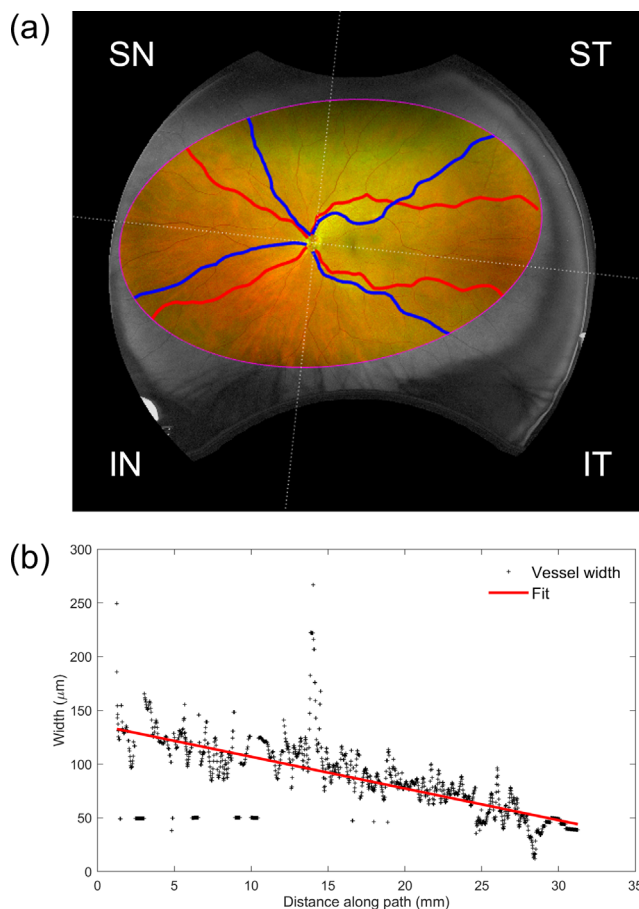 (a)
SN
ST
IN
IT
(b)
300
250
200
150
100
50
0
Width (μm)
+ Vessel width
Fit
0 5 10 15 20 25 30 35
Distance along path (mm)